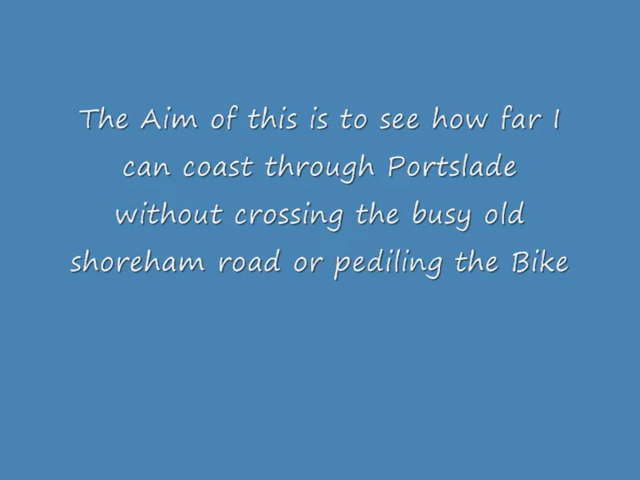 The Aim of this is to see how far I
can coast through Portslade
without crossing the busy old
shoreham road or pediling the Bike